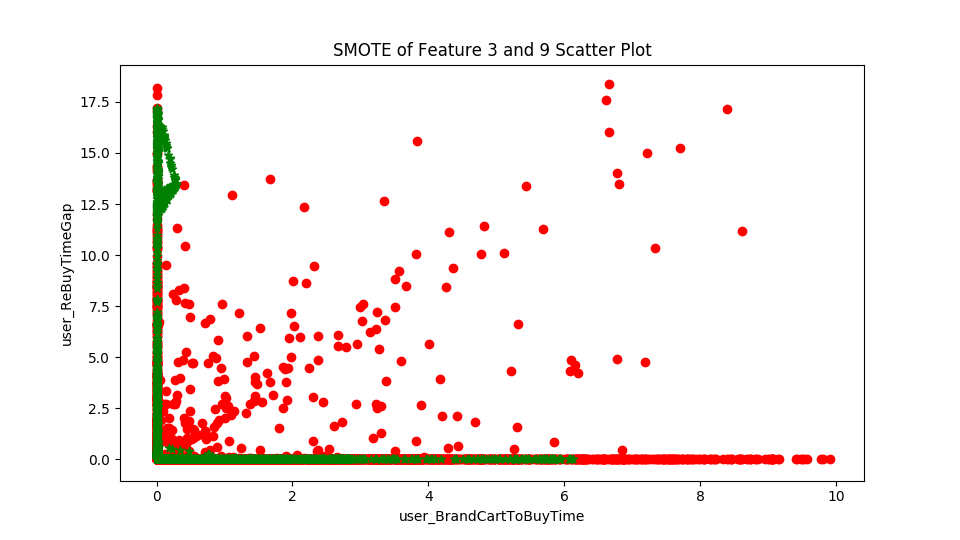 SMOTE of Feature 3 and 9 Scatter Plot
17.5
15.0
12.5
10.0
7.5
5.0
2.5
0.0
user_ReBuyTimeGap
0 2 4 6 8 10
user_BrandCartToBuyTime